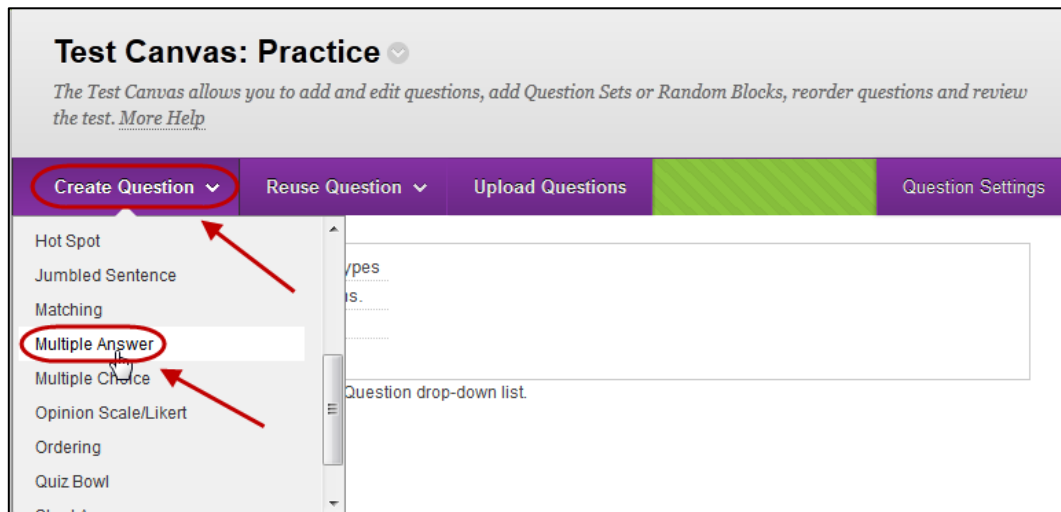 Test Canvas: Practice
The Test Canvas allows you to add and edit questions, add Question Sets or Random Blocks, reorder questions and review
the test. More Help
Create Question Reuse Question Upload Questions Question Settings
Hot Spot
Jumbled Sentence
Matching
Multiple Answer
Multiple Choice
Opinion Scale/Likert
Ordering
Quiz Bowl
Question drop-down list.